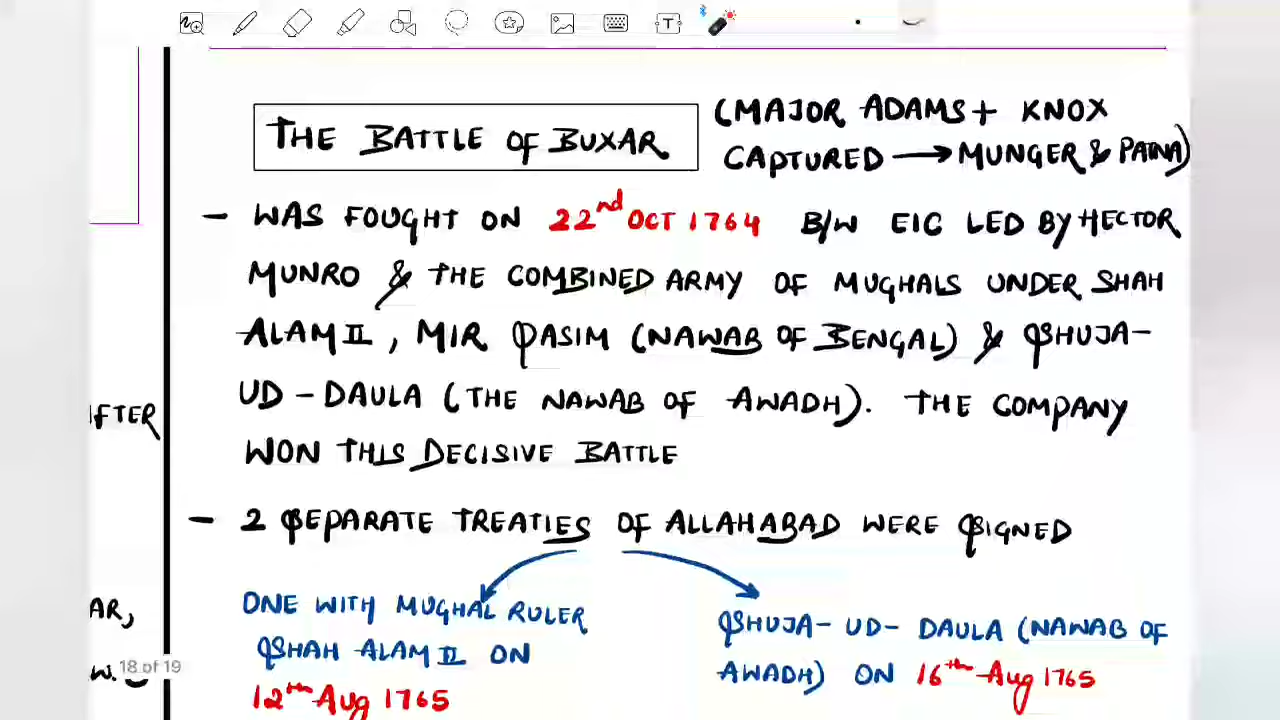 THE BATTLE OF BUXAR
(MAJOR ADAMS + KNOX
CAPTURED → MUNGER & PATNA)
- WAS FOUGHT ON 22nd OCT 1764 B/W EIC LED BY HECTOR
MUNRO & THE COMBINED ARMY OF MUGHALS UNDER SHAH
ALAM II, MIR QASIM (NAWAB OF BENGAL) & SHUJA-
UD-DAULA (THE NAWAB OF AWADH). THE COMPANY
WON THIS DECISIVE BATTLE
- 2 SEPARATE TREATIES OF ALLAHABAD WERE SIGNED
ONE WITH MUGHAL RULER
SHAH ALAM II ON
12th Aug 1765
SHUJA-UD-DAULA (NAWAB OF
AWADH) ON 16th Aug 1765
IFTER
AR,
W.
18 of 19